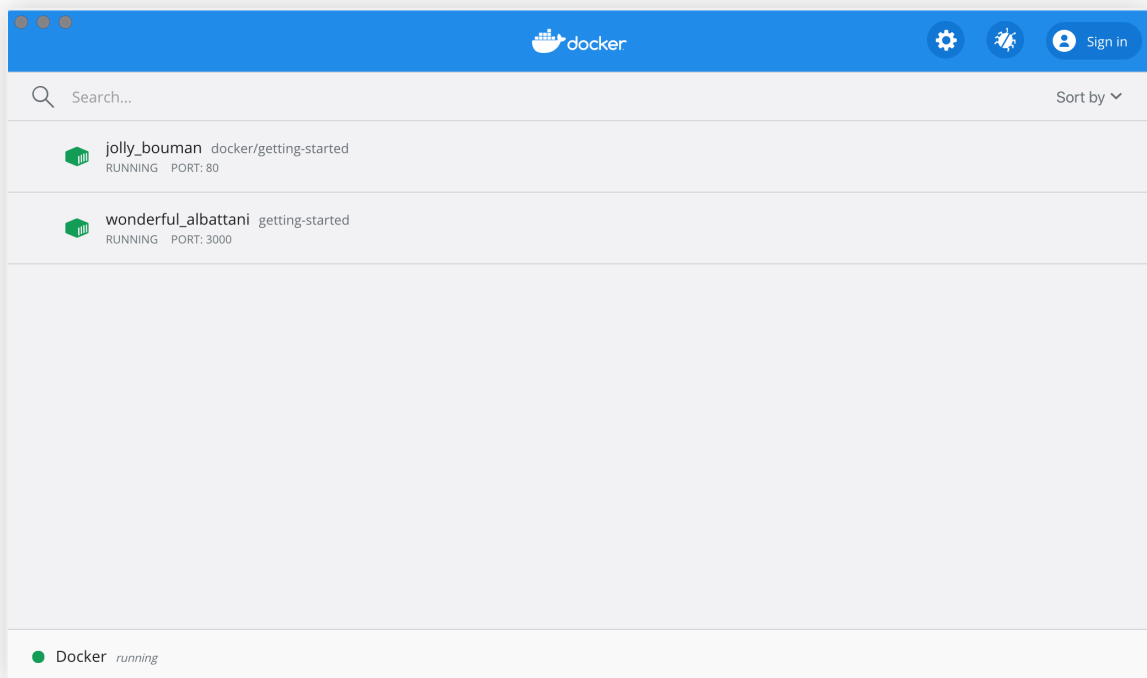 docker
Sign in
Search...
Sort by
jolly_bouman docker/getting-started
RUNNING PORT: 80
wonderful_albattani getting-started
RUNNING PORT: 3000
Docker running